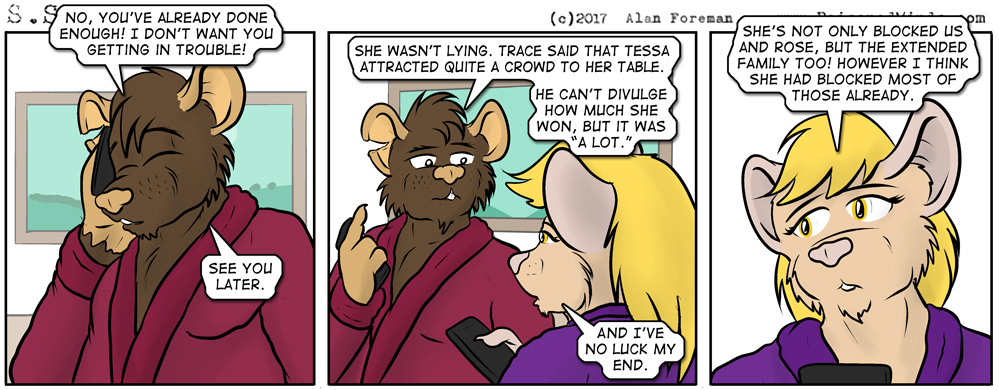 (c)2017 Alan Foreman
NO, YOU'VE ALREADY DONE
ENOUGH! I DON'T WANT YOU
GETTING IN TROUBLE!
SEE YOU
LATER.
SHE WASN'T LYING. TRACE SAID THAT TESSA
ATTRACTED QUITE A CROWD TO HER TABLE.
HE CAN'T DIVULGE
HOW MUCH SHE
WON, BUT IT WAS
"A LOT."
AND I'VE
NO LUCK MY
END.
SHE'S NOT ONLY BLOCKED US
AND ROSE, BUT THE EXTENDED
FAMILY TOO! HOWEVER I THINK
SHE HAD BLOCKED MOST OF
THOSE ALREADY.